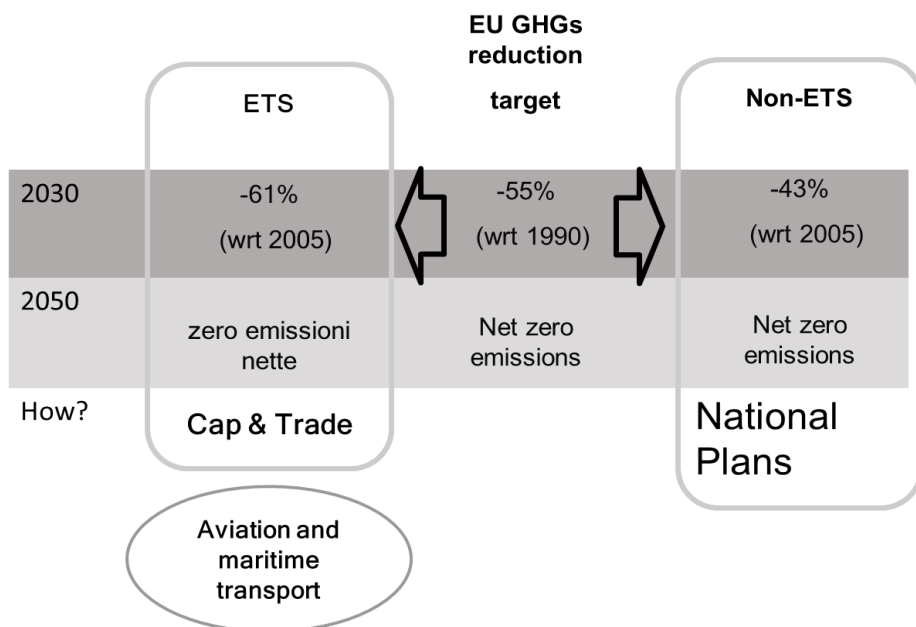 EU GHGs
reduction
target
ETS
Non-ETS
2030
-61%
(wrt 2005)
-55%
(wrt 1990)
-43%
(wrt 2005)
2050
zero emissioni
nette
Net zero
emissions
Net zero
emissions
How?
Cap & Trade
National
Plans
Aviation and
maritime
transport